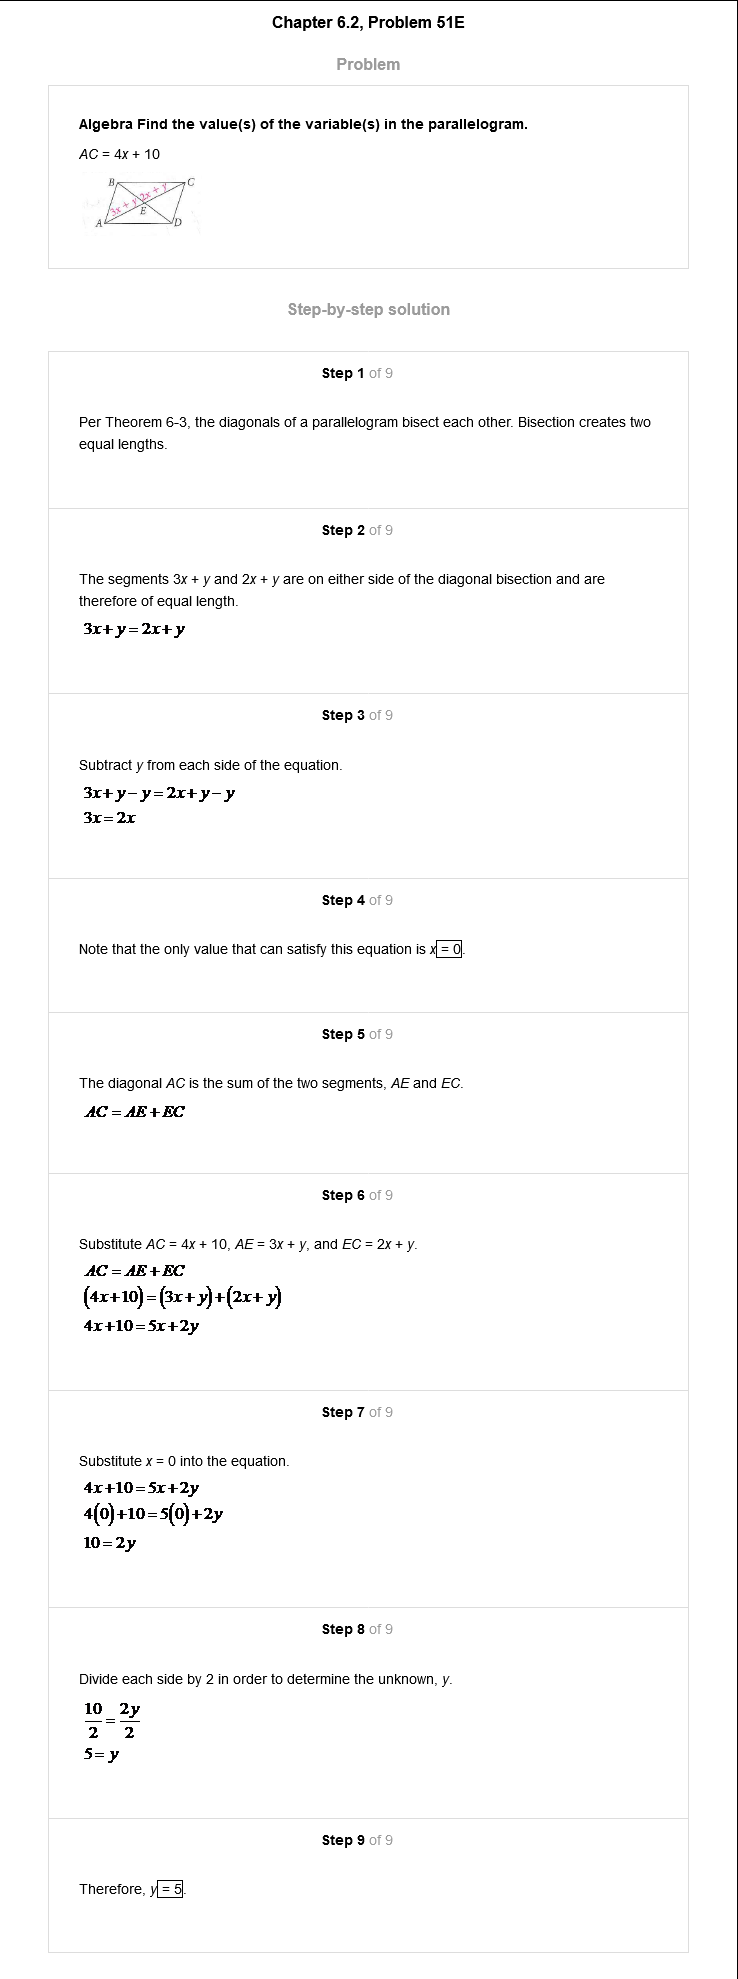 Chapter 6.2, Problem 51E
Problem
Algebra Find the value(s) of the variable(s) in the parallelogram.
AC = 4x + 10
B
C
3x + y
2x + y
E
A
D
Step-by-step solution
Step 1 of 9
Per Theorem 6-3, the diagonals of a parallelogram bisect each other. Bisection creates two
equal lengths.
Step 2 of 9
The segments 3x + y and 2x + y are on either side of the diagonal bisection and are
therefore of equal length.
3x+y=2x+y
Step 3 of 9
Subtract y from each side of the equation.
3x+y−y=2x+y−y
3x=2x
Step 4 of 9
Note that the only value that can satisfy this equation is x = 0.
Step 5 of 9
The diagonal AC is the sum of the two segments, AE and EC.
AC = AE + EC
Step 6 of 9
Substitute AC = 4x + 10, AE = 3x + y, and EC = 2x + y.
AC = AE + EC
(4x+10)=(3x+y)+(2x+y)
4x+10=5x+2y
Step 7 of 9
Substitute x = 0 into the equation.
4x+10=5x+2y
4(0)+10=5(0)+2y
10=2y
Step 8 of 9
Divide each side by 2 in order to determine the unknown, y.
10/2 = 2y/2
5=y
Step 9 of 9
Therefore, y = 5.